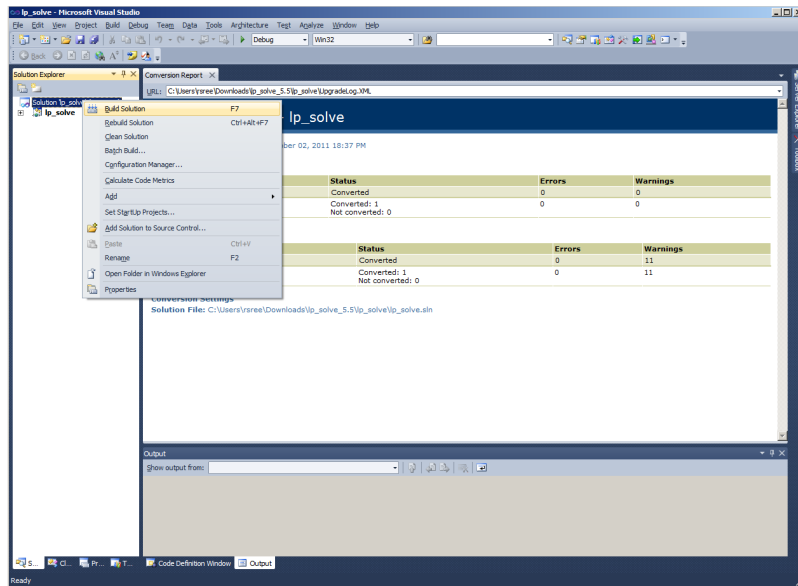 lp_solve - Microsoft Visual Studio
File Edit View Project Build Debug Team Data Tools Architecture Test Analyze Window Help
Debug Win32
Back
Solution Explorer
Conversion Report
URL: C:\Users\rsree\Downloads\lp_solve_5.5\lp_solve\UpgradeLog.XML
Solution 'lp_solv
lp_solve
Build Solution F7
Rebuild Solution Ctrl+Alt+F7
Clean Solution
Batch Build...
Configuration Manager...
Calculate Code Metrics
Add
Set StartUp Projects...
Add Solution to Source Control...
Paste Ctrl+V
Rename F2
Open Folder in Windows Explorer
Properties
lp_solve
ber 02, 2011 18:37 PM
Status Errors Warnings
Converted 0 0
Converted: 1 0 0
Not converted: 0
Status Errors Warnings
Converted 0 11
Converted: 1 0 11
Not converted: 0
Conversion Settings
Solution File: C:\Users\rsree\Downloads\lp_solve_5.5\lp_solve\lp_solve.sln
Output
Show output from:
S... Cl... Pr... T...
Code Definition Window Output
Ready